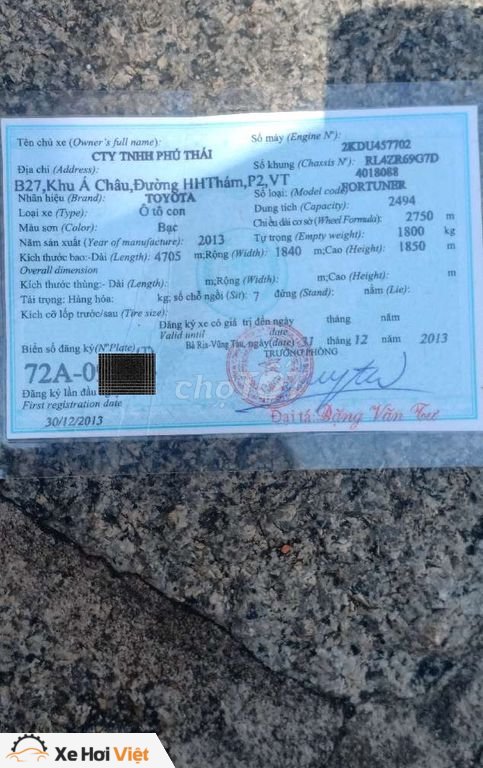 Tên chủ xe (Owner's full name):
CTY TNHH PHÚ THÁI
Số máy (Engine Nº):
2KDU457702
Địa chỉ (Address):
Số khung (Chassis Nº): RL4ZR69G7D
4018088
B27,Khu Á Châu,Đường HHThám,P2,VT
Nhãn hiệu (Brand): TOYOTA
Số loại: (Model code) FORTUNER
Loại xe (Type): Ô tô con
Dung tích (Capacity): 2494
Màu sơn (Color): Bạc
Chiều dài cơ sở (Wheel Formula): 2750 m
Năm sản xuất (Year of manufacture): 2013
Tự trọng (Empty weight): 1800 kg
Kích thước bao:-Dài (Length): 4705 m;Rộng (Width): 1840 m;Cao (Height): 1850 m
Overall dimension
Kích thước thùng:- Dài (Length): m;Rộng (Width): m;Cao (Height): m
Tải trọng: Hàng hóa: kg; số chỗ ngồi (Sit): 7 đứng (Stand): nằm (Lie):
Kích cỡ lốp trước/sau (Tire size):
Đăng ký xe có giá trị đến ngày tháng năm
Valid until date
Biển số đăng ký(NºPlate)
Bà Rịa-Vũng Tàu, ngày(date) 31 tháng 12 năm 2013
TRƯỞNG PHÒNG
72A-0
Đăng ký lần đầu
First registration date
30/12/2013
Đại tá: Đặng Văn Tư
Xe Hơi Việt